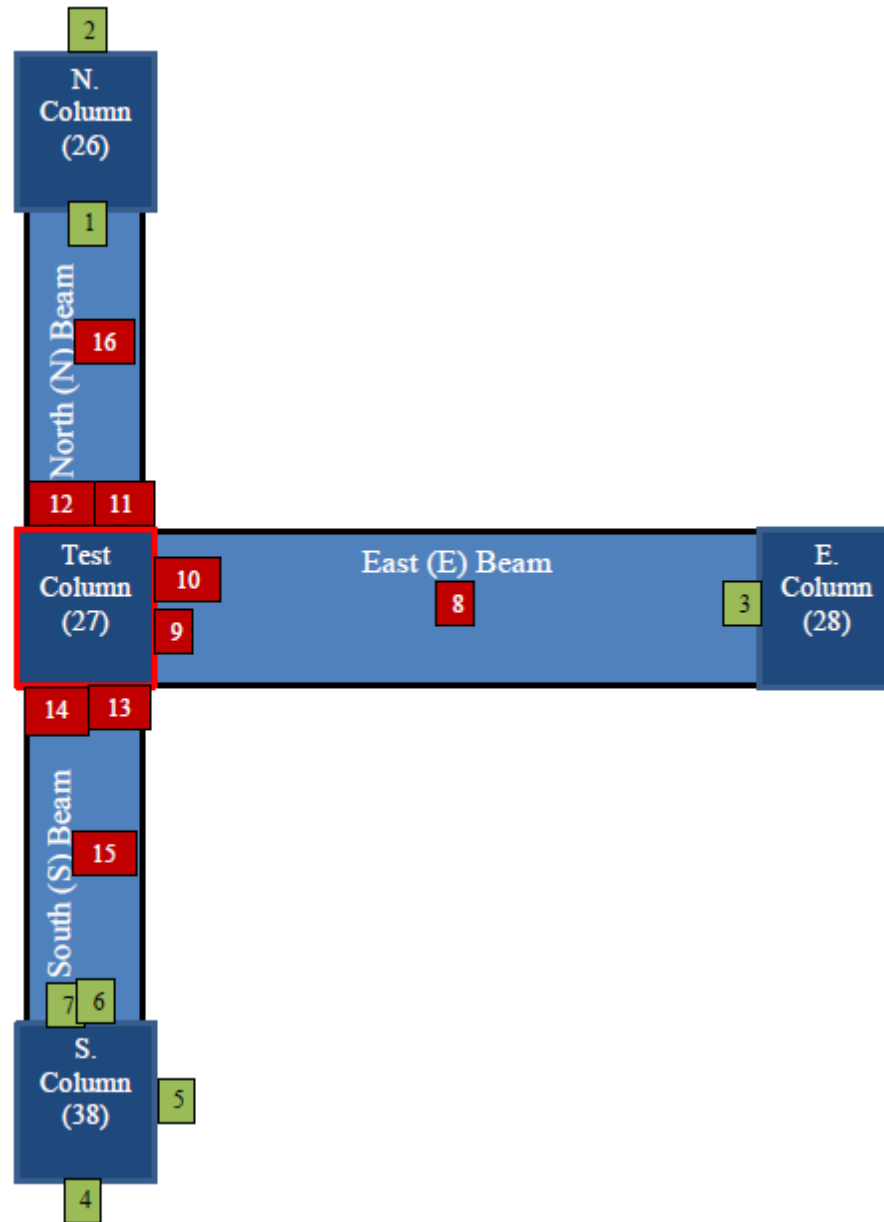 2
N.
Column
(26)
1
North (N) Beam
16
12
11
Test
Column
(27)
10
9
East (E) Beam
8
3
E.
Column
(28)
14
13
South (S) Beam
15
7
6
S.
Column
(38)
5
4